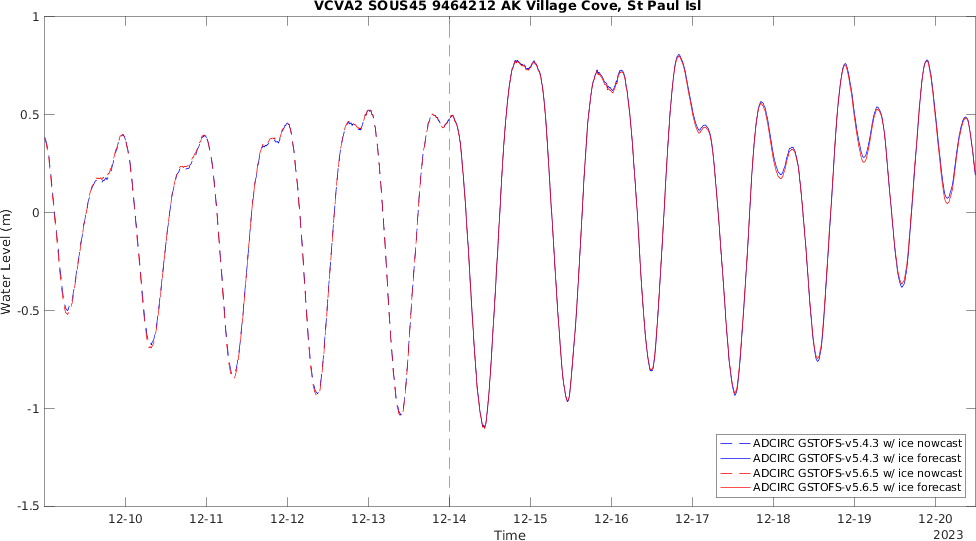 VCVA2 SOUS45 9464212 AK Village Cove, St Paul Isl
1
0.5
0
-0.5
-1
-1.5
Water Level (m)
ADCIRC GSTOFS-v5.4.3 w/ ice nowcast
ADCIRC GSTOFS-v5.4.3 w/ ice forecast
ADCIRC GSTOFS-v5.6.5 w/ ice nowcast
ADCIRC GSTOFS-v5.6.5 w/ ice forecast
12-10 12-11 12-12 12-13 12-14 12-15 12-16 12-17 12-18 12-19 12-20
Time
2023